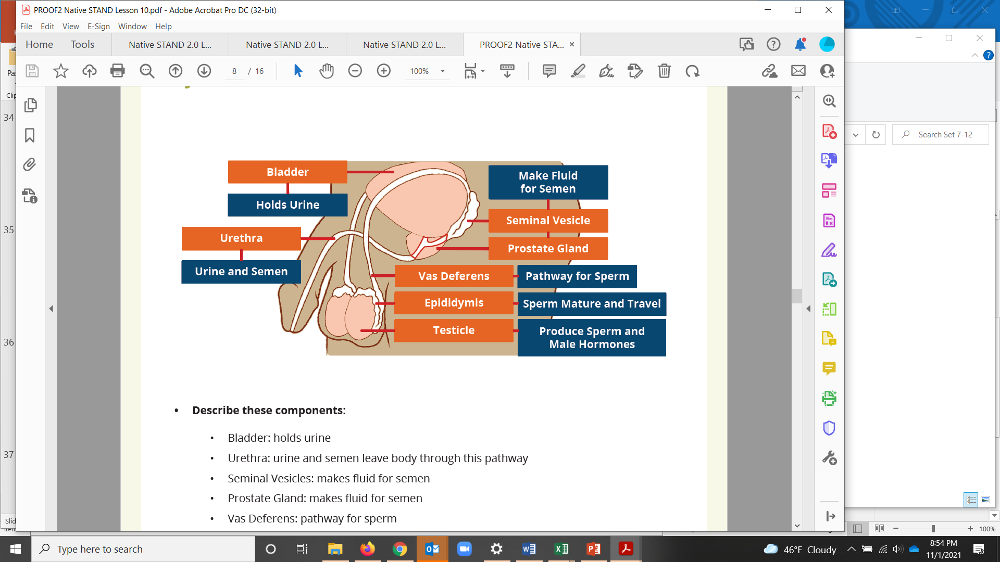 PROOF2 Native STAND Lesson 10.pdf - Adobe Acrobat Pro DC (32-bit)
File Edit View E-Sign Window Help
Home Tools Native STAND 2.0 L... Native STAND 2.0 L... Native STAND 2.0 L... PROOF2 Native STA... ×
8 / 16 100%
Search Set 7-12
34
35
36
37
Bladder
Holds Urine
Urethra
Urine and Semen
Make Fluid
for Semen
Seminal Vesicle
Prostate Gland
Vas Deferens Pathway for Sperm
Epididymis Sperm Mature and Travel
Testicle Produce Sperm and
Male Hormones
• Describe these components:
• Bladder: holds urine
• Urethra: urine and semen leave body through this pathway
• Seminal Vesicles: makes fluid for semen
• Prostate Gland: makes fluid for semen
• Vas Deferens: pathway for sperm
100%
Type here to search
46°F Cloudy
8:54 PM
11/1/2021